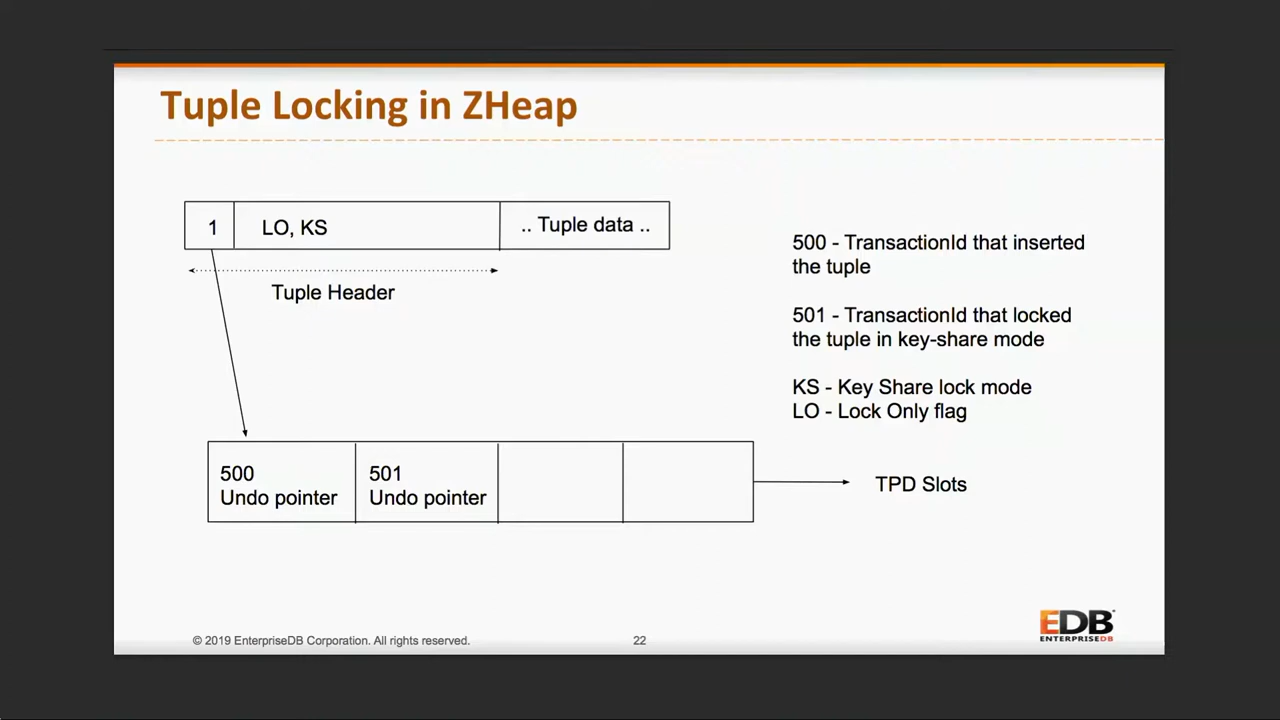 Tuple Locking in ZHeap
1
LO, KS
.. Tuple data ..
Tuple Header
500 - TransactionId that inserted
the tuple
501 - TransactionId that locked
the tuple in key-share mode
KS - Key Share lock mode
LO - Lock Only flag
500
Undo pointer
501
Undo pointer
TPD Slots
© 2019 EnterpriseDB Corporation. All rights reserved.
22
EDB
ENTERPRISEDB